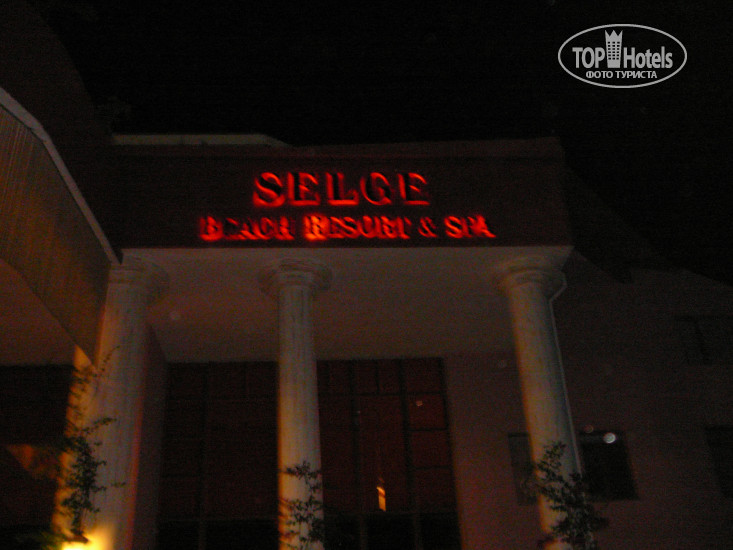 TOP Hotels
ФОТО ТУРИСТА
SELGE
BEACH RESORT & SPA